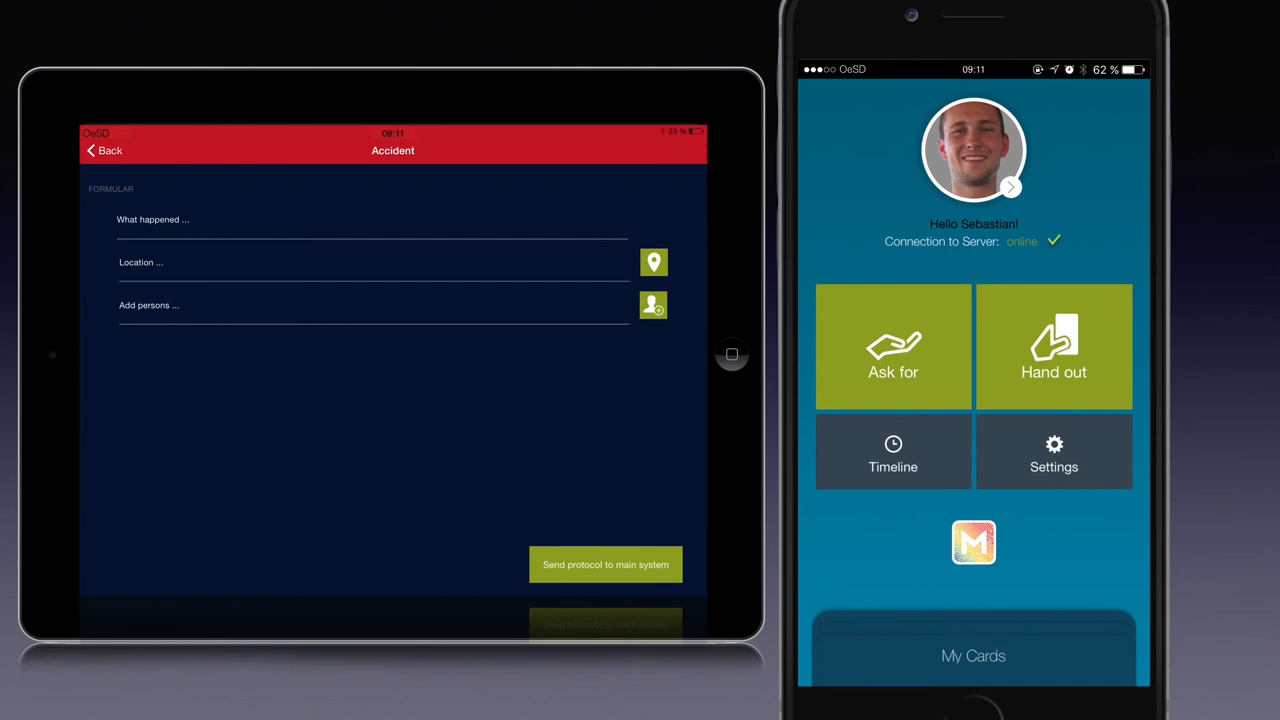 OeSD 09:11 23 %
Back Accident
FORMULAR
What happened ...
Location ...
Add persons ...
Send protocol to main system
OeSD 09:11 62 %
Hello Sebastian!
Connection to Server: online
Ask for Hand out
Timeline Settings
M
My Cards